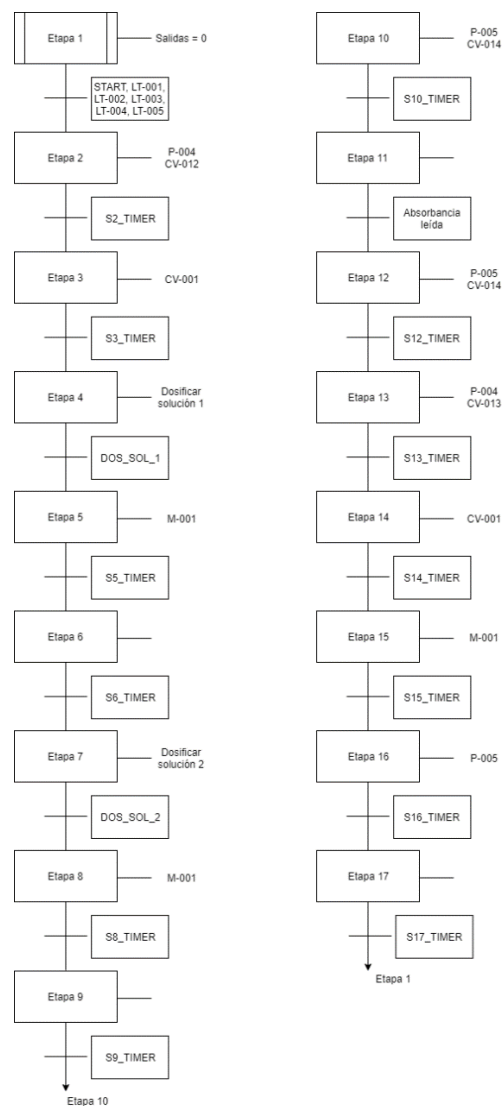 Etapa 1
Salidas = 0
START, LT-001,
LT-002, LT-003,
LT-004, LT-005
Etapa 2
P-004
CV-012
S2_TIMER
Etapa 3
CV-001
S3_TIMER
Etapa 4
Dosificar
solución 1
DOS_SOL_1
Etapa 5
M-001
S5_TIMER
Etapa 6
S6_TIMER
Etapa 7
Dosificar
solución 2
DOS_SOL_2
Etapa 8
M-001
S8_TIMER
Etapa 9
S9_TIMER
Etapa 10
Etapa 10
P-005
CV-014
S10_TIMER
Etapa 11
Absorbancia
leída
Etapa 12
P-005
CV-014
S12_TIMER
Etapa 13
P-004
CV-013
S13_TIMER
Etapa 14
CV-001
S14_TIMER
Etapa 15
M-001
S15_TIMER
Etapa 16
P-005
S16_TIMER
Etapa 17
S17_TIMER
Etapa 1